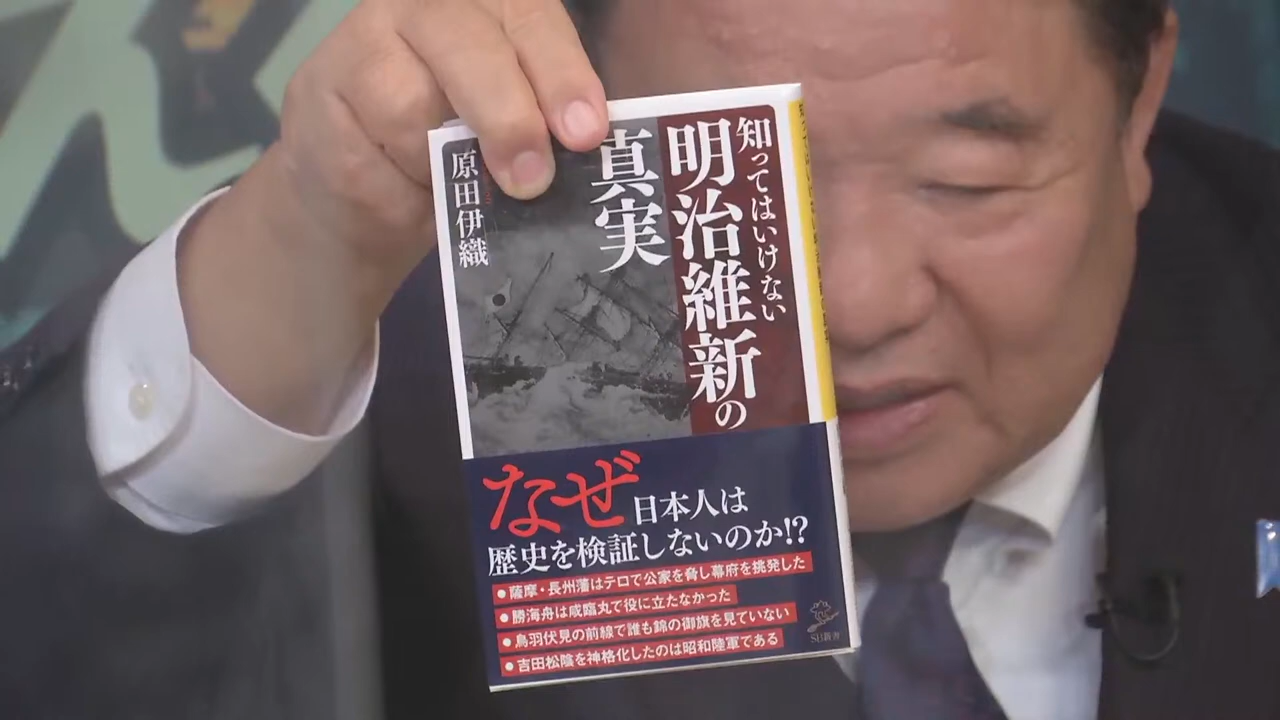 知ってはいけない
明治維新の
真実
原田伊織
なぜ日本人は
歴史を検証しないのか!?
●薩摩・長州藩はテロで公家を脅し幕府を挑発した
●勝海舟は咸臨丸で役に立たなかった
●鳥羽伏見の前線で誰も錦の御旗を見ていない
●吉田松陰を神格化したのは昭和陸軍である
SB新書